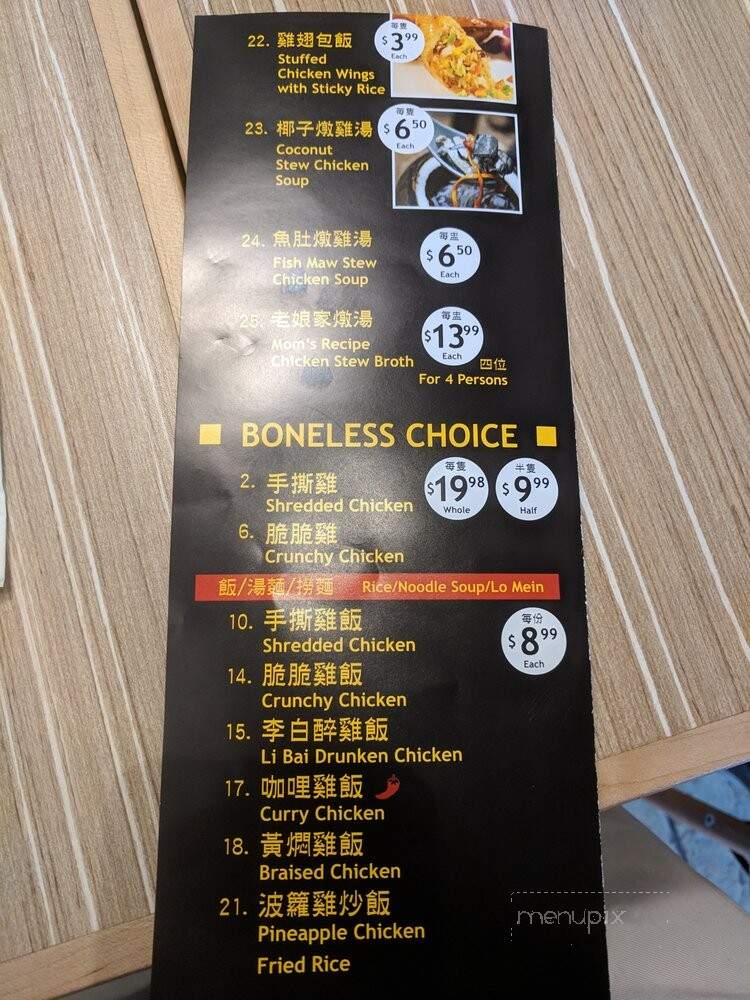 22. 雞翅包飯
每隻
$3.99
Each
Stuffed
Chicken Wings
with Sticky Rice
23. 椰子燉雞湯
每隻
$6.50
Each
Coconut
Stew Chicken
Soup
24. 魚肚燉雞湯
每盅
$6.50
Each
Fish Maw Stew
Chicken Soup
25. 老娘家燉湯
每盅
$13.99
Each
Mom's Recipe
Chicken Stew Broth
四位
For 4 Persons
BONELESS CHOICE
2. 手撕雞
Shredded Chicken
每隻
$19.98
Whole
半隻
$9.99
Half
6. 脆脆雞
Crunchy Chicken
飯/湯麵/撈麵 Rice/Noodle Soup/Lo Mein
10. 手撕雞飯
Shredded Chicken
每份
$8.99
Each
14. 脆脆雞飯
Crunchy Chicken
15. 李白醉雞飯
Li Bai Drunken Chicken
17. 咖哩雞飯
Curry Chicken
18. 黃燜雞飯
Braised Chicken
21. 波籮雞炒飯
Pineapple Chicken
Fried Rice
menupix